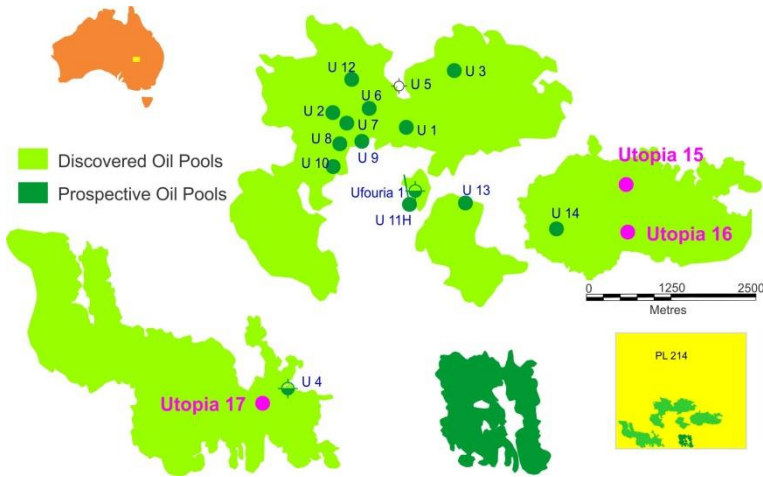 U 12
U 5
U 3
U 6
U 2
U 7
U 1
U 8
U 9
U 10
Discovered Oil Pools
Prospective Oil Pools
Utopia 15
Ufouria 1
U 13
U 11H
U 14
Utopia 16
0 1250 2500
Metres
PL 214
U 4
Utopia 17